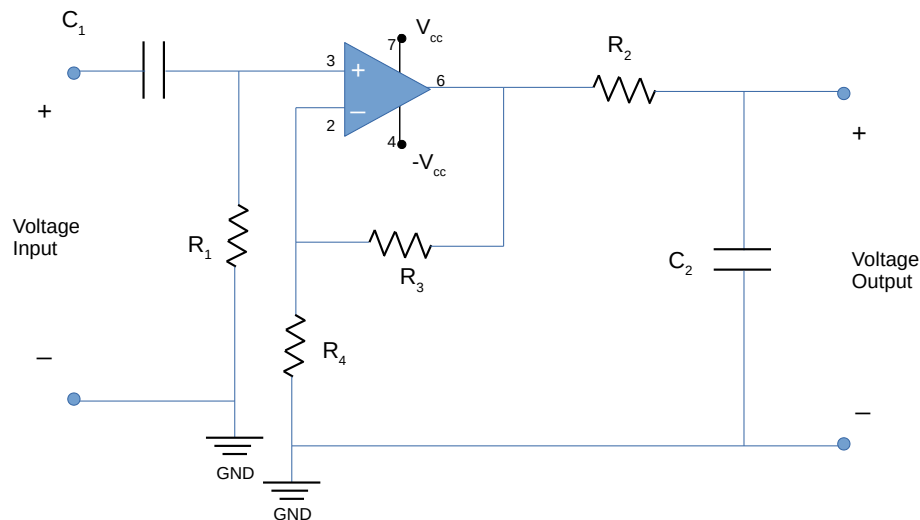 C1
Vcc
7
R2
3
+
6
+
−
2
4
-Vcc
+
Voltage
Input
R1
R3
C2
Voltage
Output
R4
−
−
GND
GND